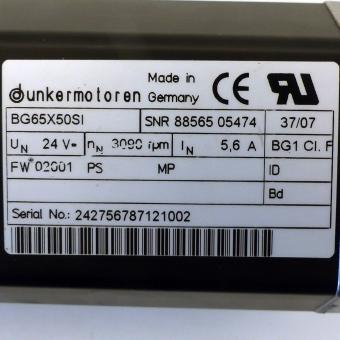 dunkermotoren Made in Germany CE
BG65X50SI SNR 88565 05474 37/07
UN 24 V= nN 3090 rpm IN 5,6 A BG1 Cl. F
FW 02001 PS MP ID
Bd
Serial No.: 242756787121002